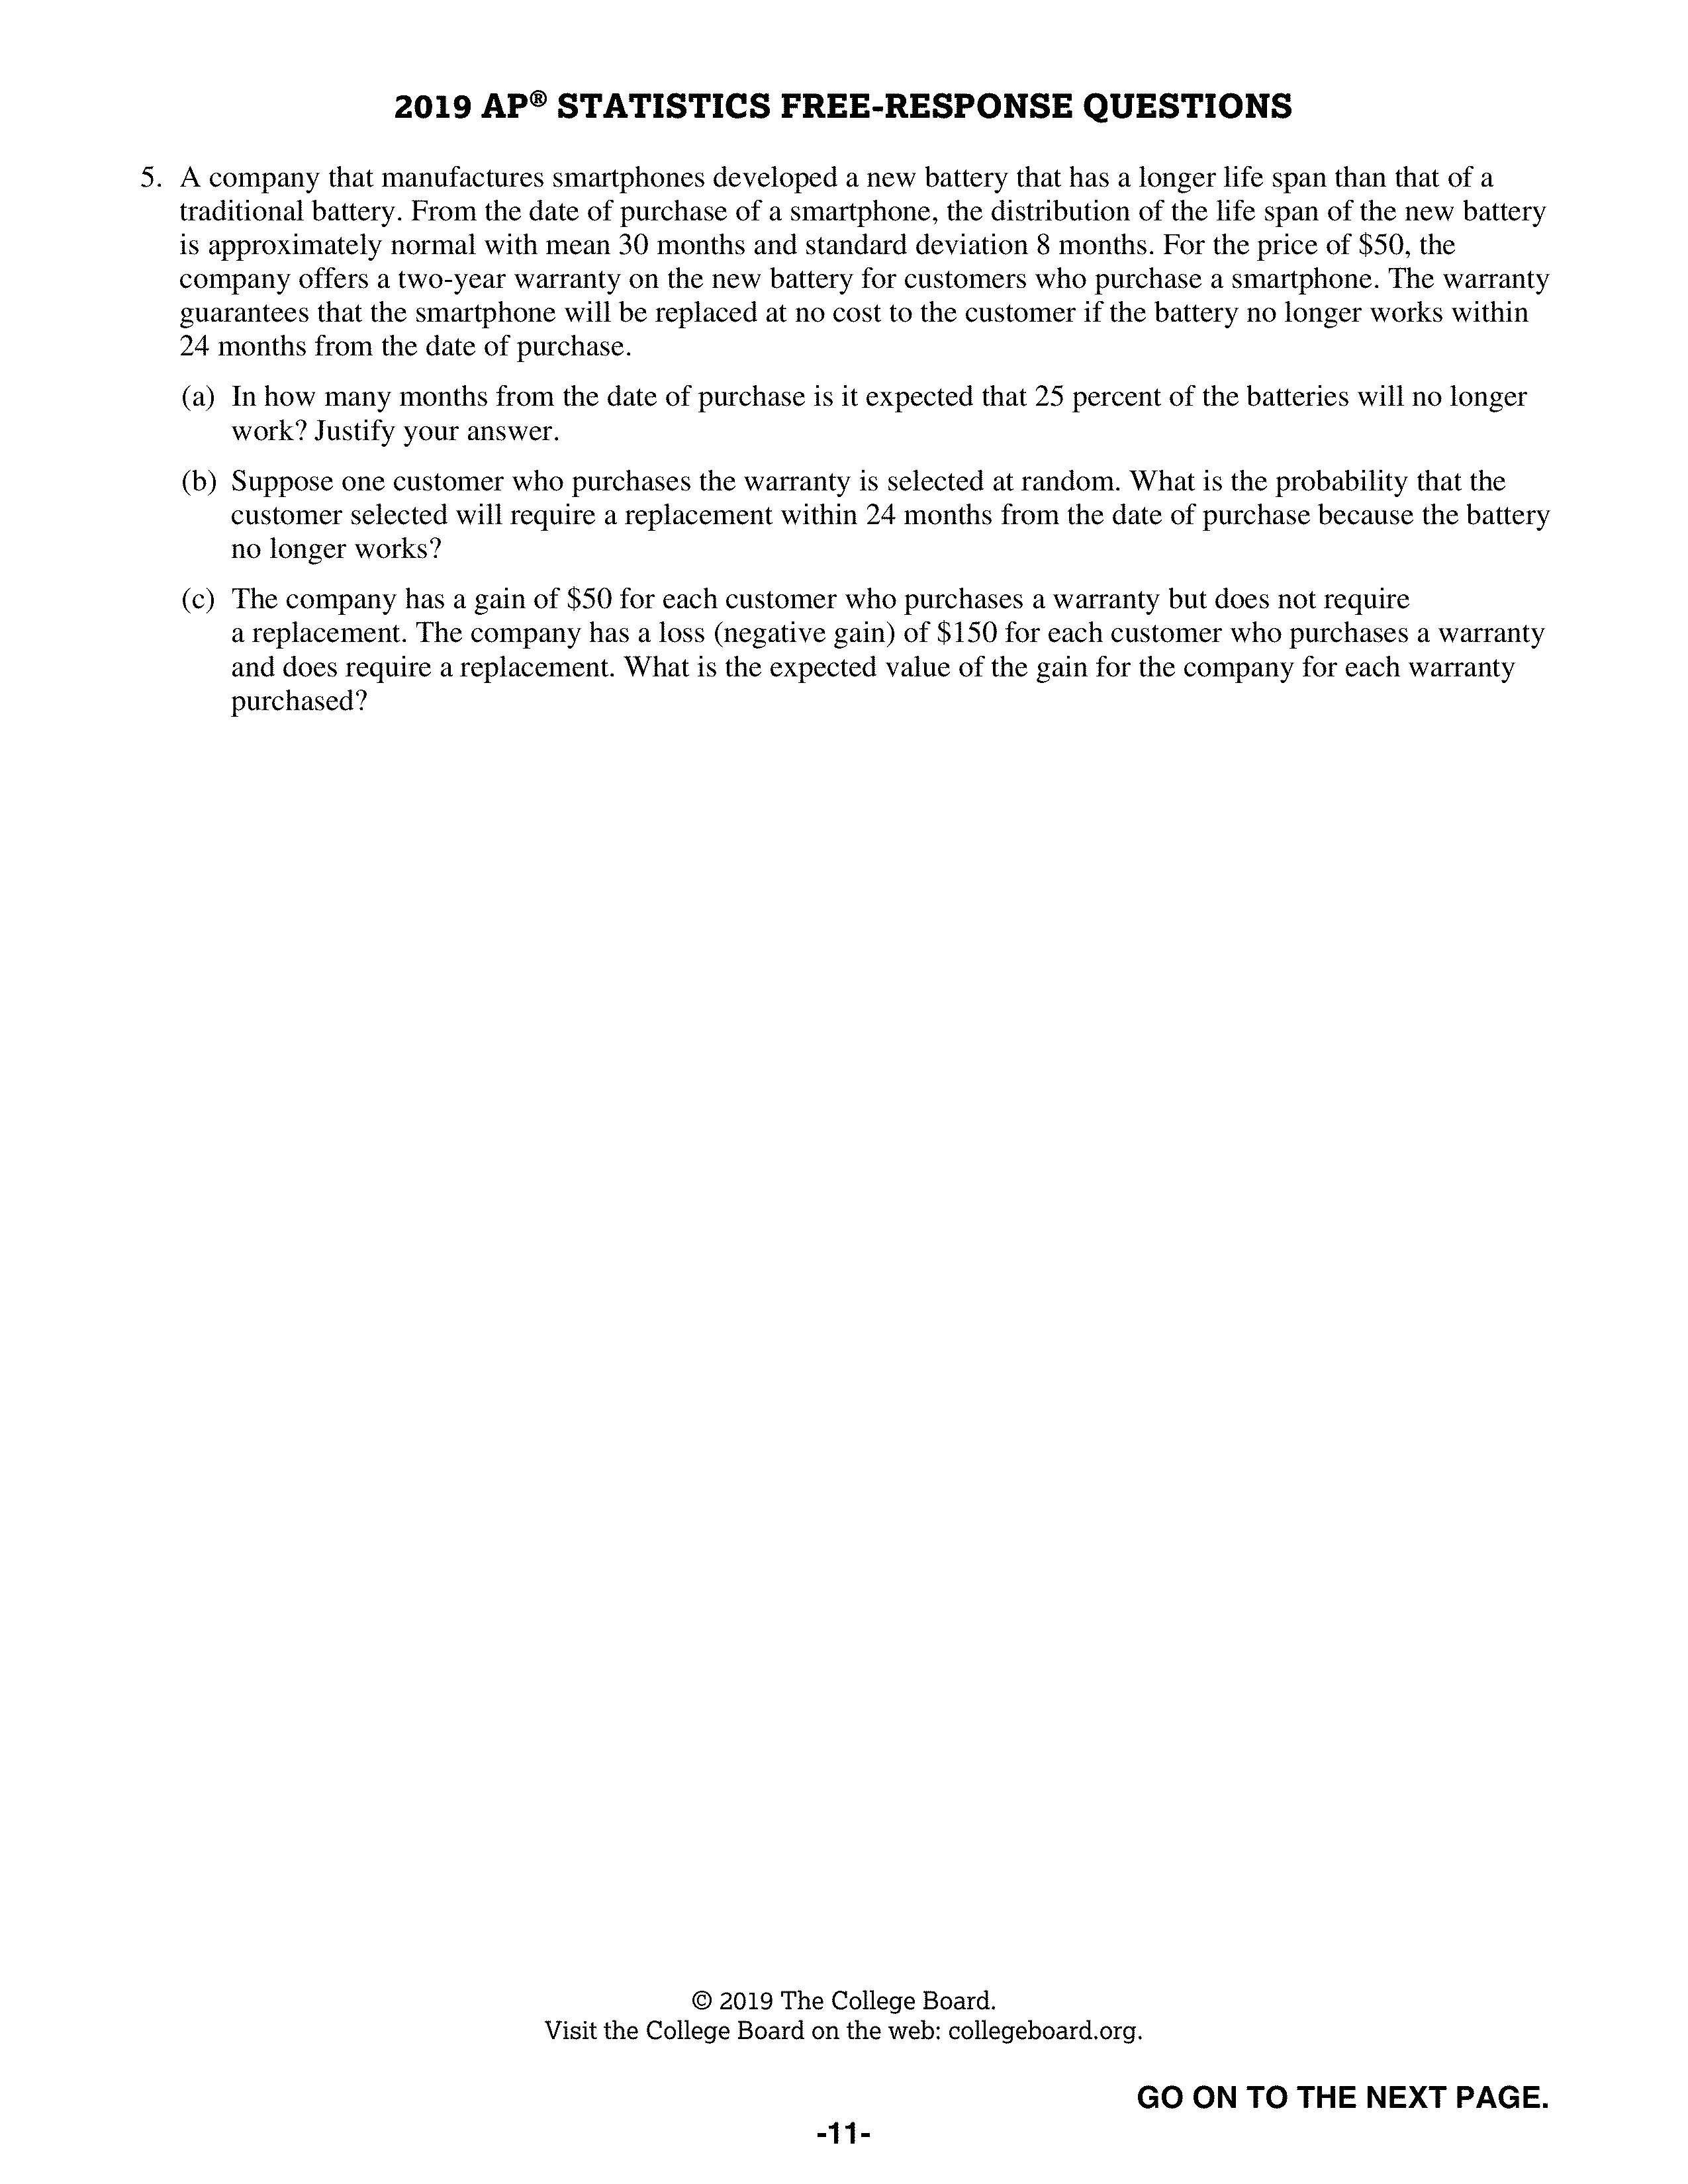 2019 AP® STATISTICS FREE-RESPONSE QUESTIONS
5. A company that manufactures smartphones developed a new battery that has a longer life span than that of a
traditional battery. From the date of purchase of a smartphone, the distribution of the life span of the new battery
is approximately normal with mean 30 months and standard deviation 8 months. For the price of $50, the
company offers a two-year warranty on the new battery for customers who purchase a smartphone. The warranty
guarantees that the smartphone will be replaced at no cost to the customer if the battery no longer works within
24 months from the date of purchase.
(a) In how many months from the date of purchase is it expected that 25 percent of the batteries will no longer
work? Justify your answer.
(b) Suppose one customer who purchases the warranty is selected at random. What is the probability that the
customer selected will require a replacement within 24 months from the date of purchase because the battery
no longer works?
(c) The company has a gain of $50 for each customer who purchases a warranty but does not require
a replacement. The company has a loss (negative gain) of $150 for each customer who purchases a warranty
and does require a replacement. What is the expected value of the gain for the company for each warranty
purchased?
© 2019 The College Board.
Visit the College Board on the web: collegeboard.org.
GO ON TO THE NEXT PAGE.
-11-